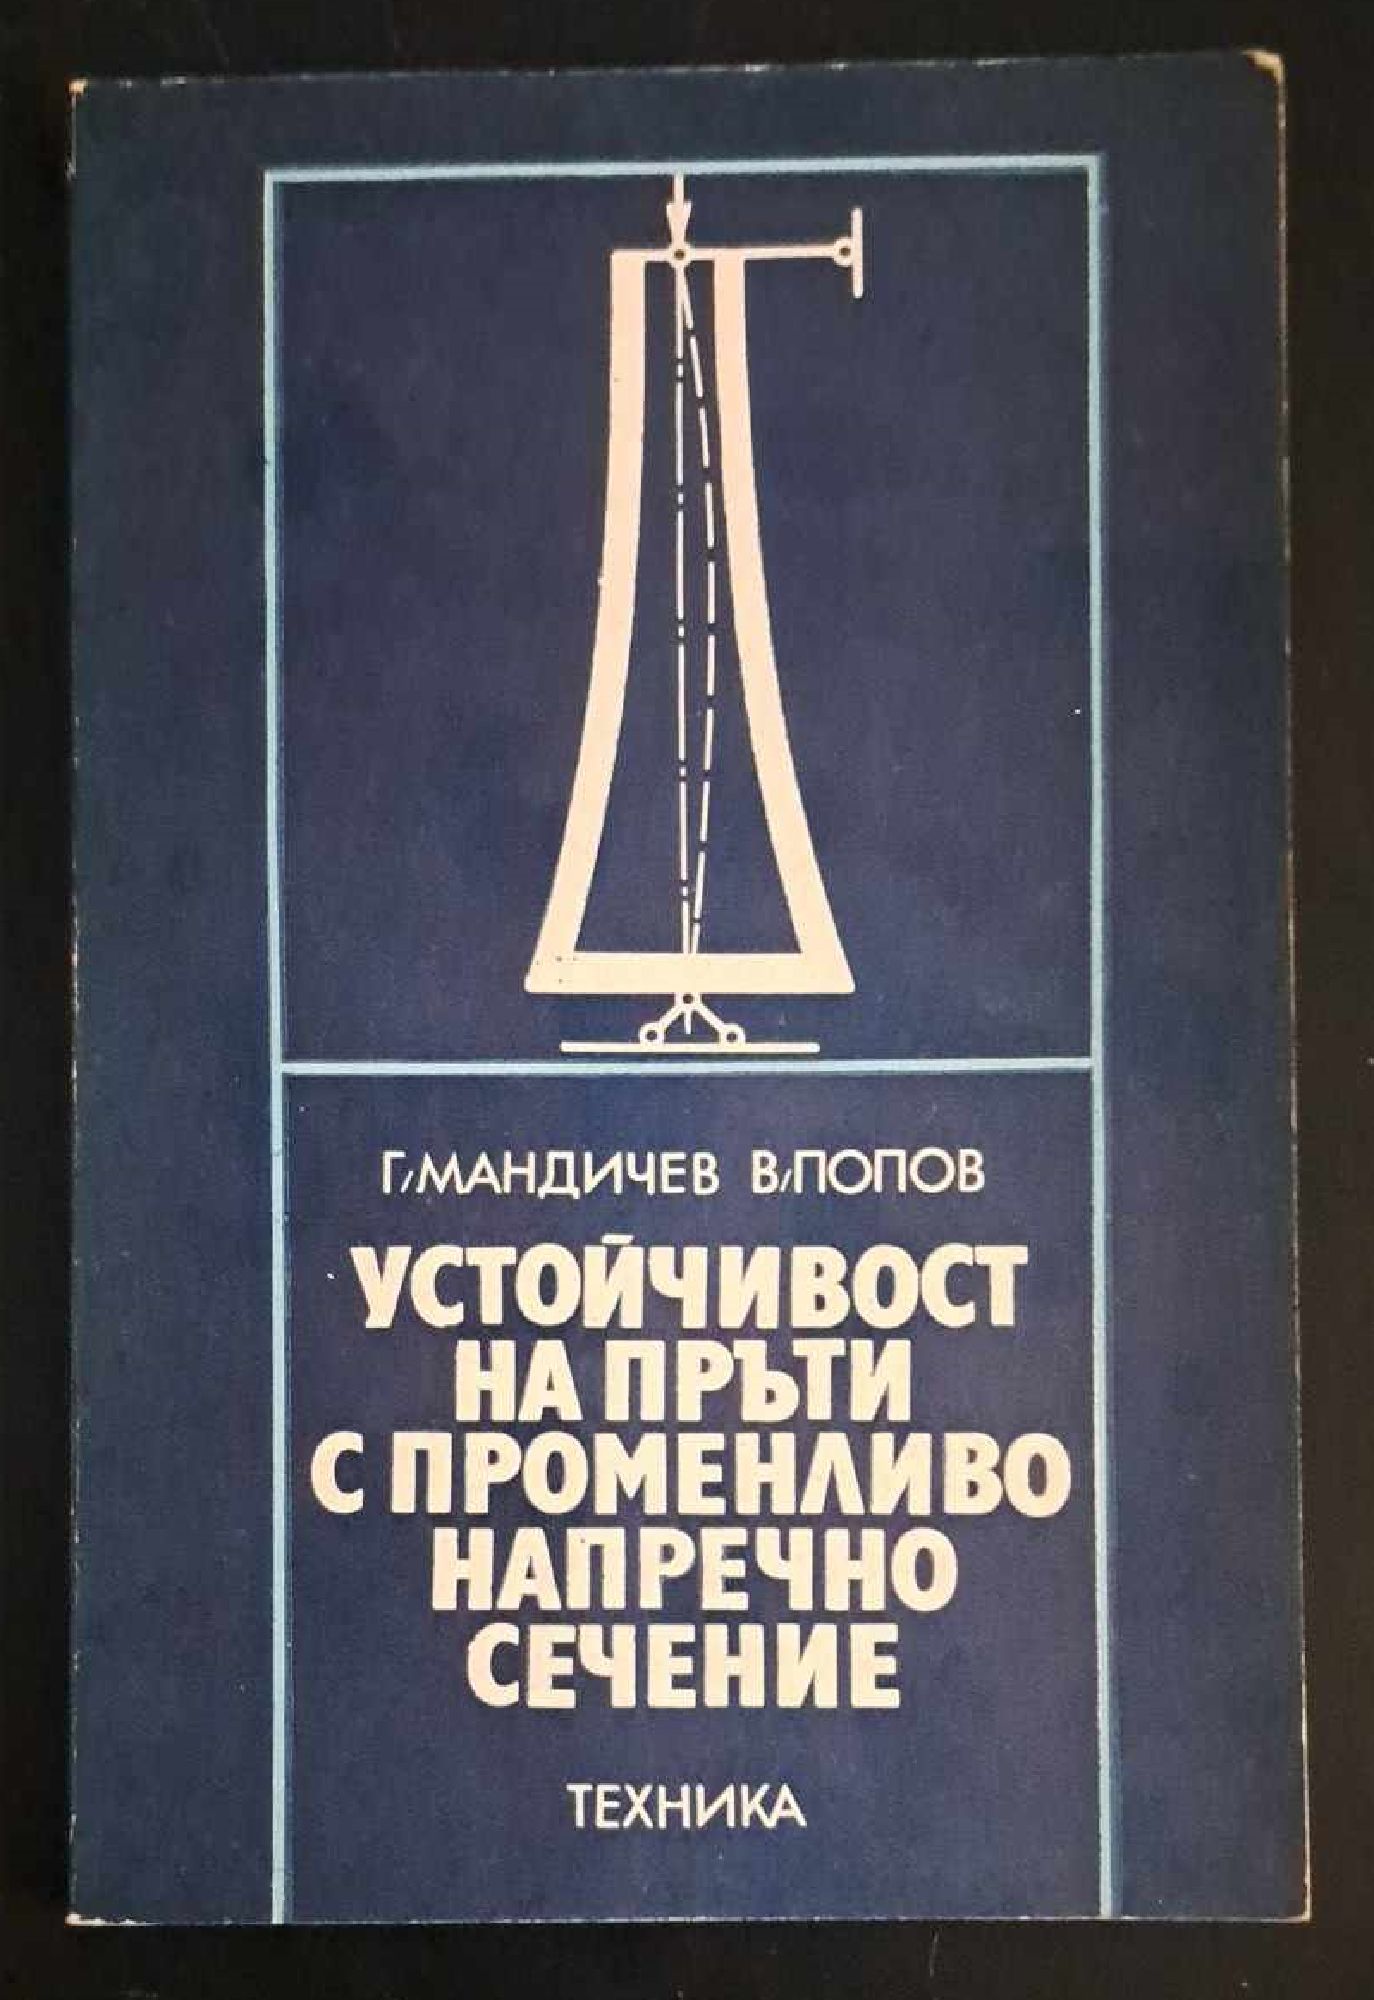 Г. МАНДИЧЕВ В. ПОПОВ
УСТОЙЧИВОСТ
НА ПРЪТИ
С ПРОМЕНЛИВО
НАПРЕЧНО
СЕЧЕНИЕ
ТЕХНИКА